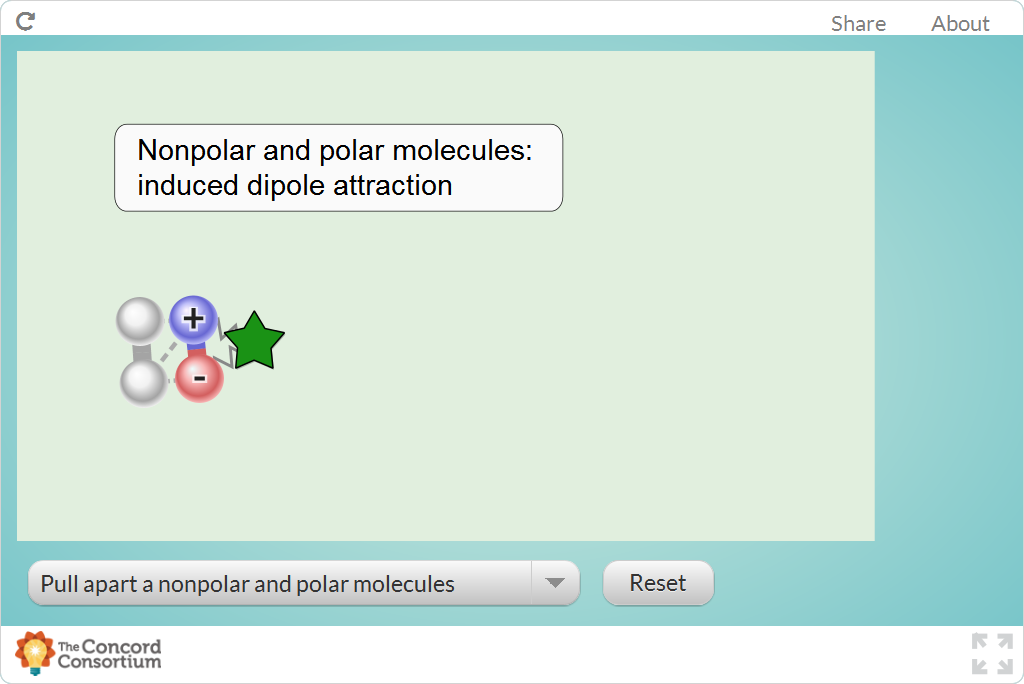 Share About
Nonpolar and polar molecules:
induced dipole attraction
+
-
Pull apart a nonpolar and polar molecules
Reset
The Concord
Consortium